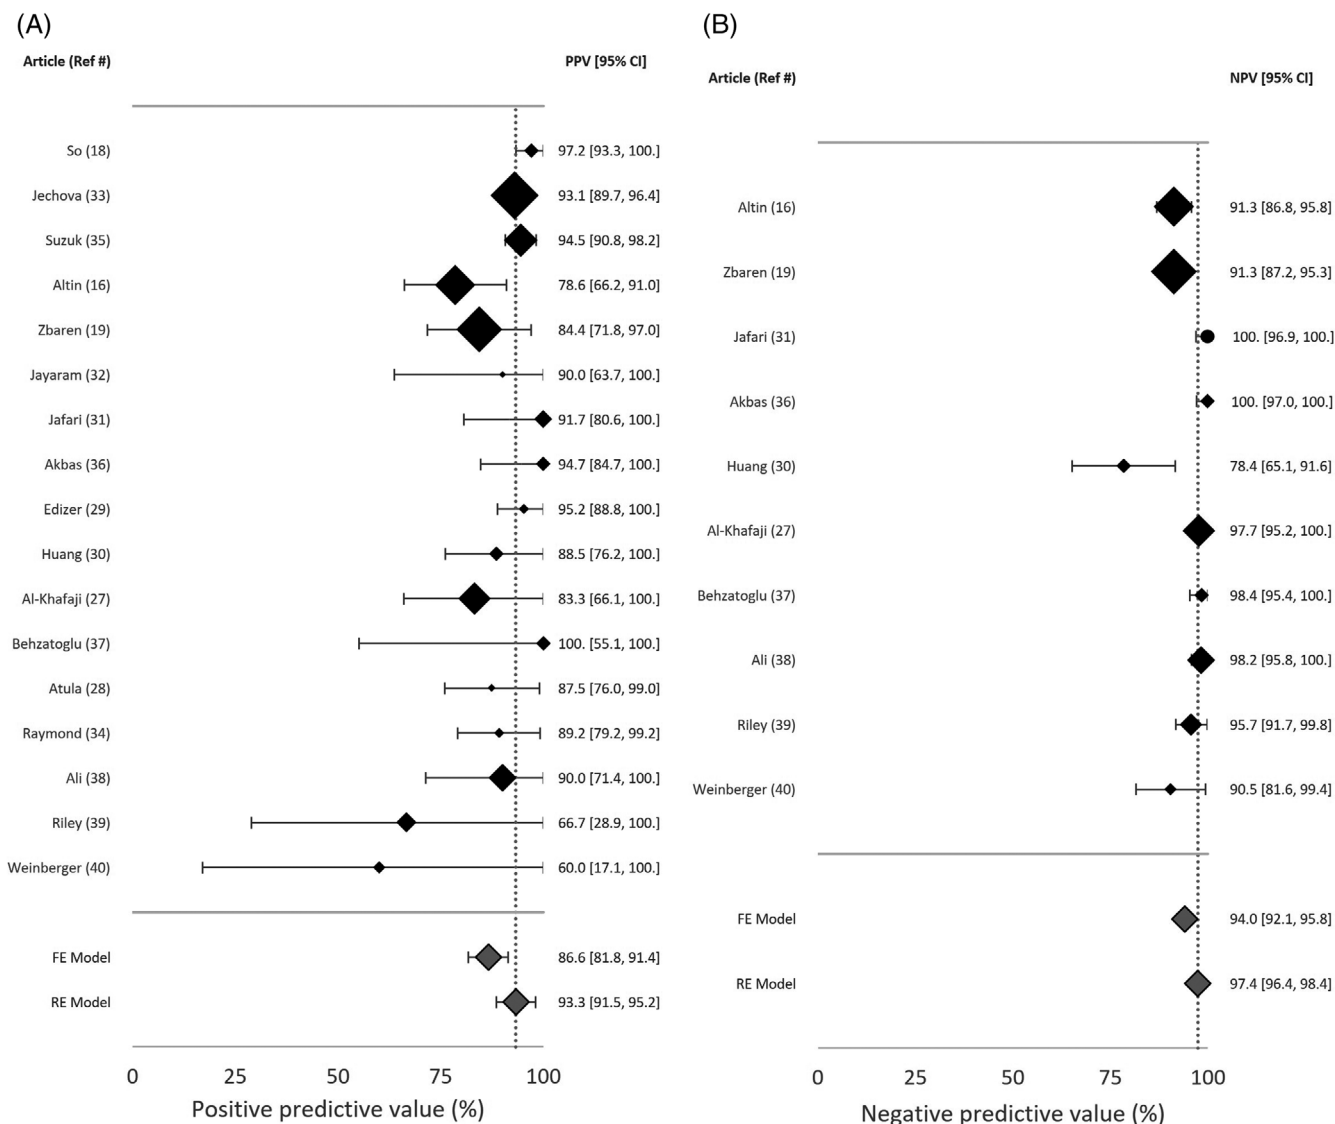 (A)
Article (Ref #) PPV [95% CI]
So (18) 97.2 [93.3, 100.]
Jechova (33) 93.1 [89.7, 96.4]
Suzuk (35) 94.5 [90.8, 98.2]
Altin (16) 78.6 [66.2, 91.0]
Zbaren (19) 84.4 [71.8, 97.0]
Jayaram (32) 90.0 [63.7, 100.]
Jafari (31) 91.7 [80.6, 100.]
Akbas (36) 94.7 [84.7, 100.]
Edizer (29) 95.2 [88.8, 100.]
Huang (30) 88.5 [76.2, 100.]
Al-Khafaji (27) 83.3 [66.1, 100.]
Behzatoglu (37) 100. [55.1, 100.]
Atula (28) 87.5 [76.0, 99.0]
Raymond (34) 89.2 [79.2, 99.2]
Ali (38) 90.0 [71.4, 100.]
Riley (39) 66.7 [28.9, 100.]
Weinberger (40) 60.0 [17.1, 100.]
FE Model 86.6 [81.8, 91.4]
RE Model 93.3 [91.5, 95.2]
0 25 50 75 100
Positive predictive value (%)
(B)
Article (Ref #) NPV [95% CI]
Altin (16) 91.3 [86.8, 95.8]
Zbaren (19) 91.3 [87.2, 95.3]
Jafari (31) 100. [96.9, 100.]
Akbas (36) 100. [97.0, 100.]
Huang (30) 78.4 [65.1, 91.6]
Al-Khafaji (27) 97.7 [95.2, 100.]
Behzatoglu (37) 98.4 [95.4, 100.]
Ali (38) 98.2 [95.8, 100.]
Riley (39) 95.7 [91.7, 99.8]
Weinberger (40) 90.5 [81.6, 99.4]
FE Model 94.0 [92.1, 95.8]
RE Model 97.4 [96.4, 98.4]
0 25 50 75 100
Negative predictive value (%)